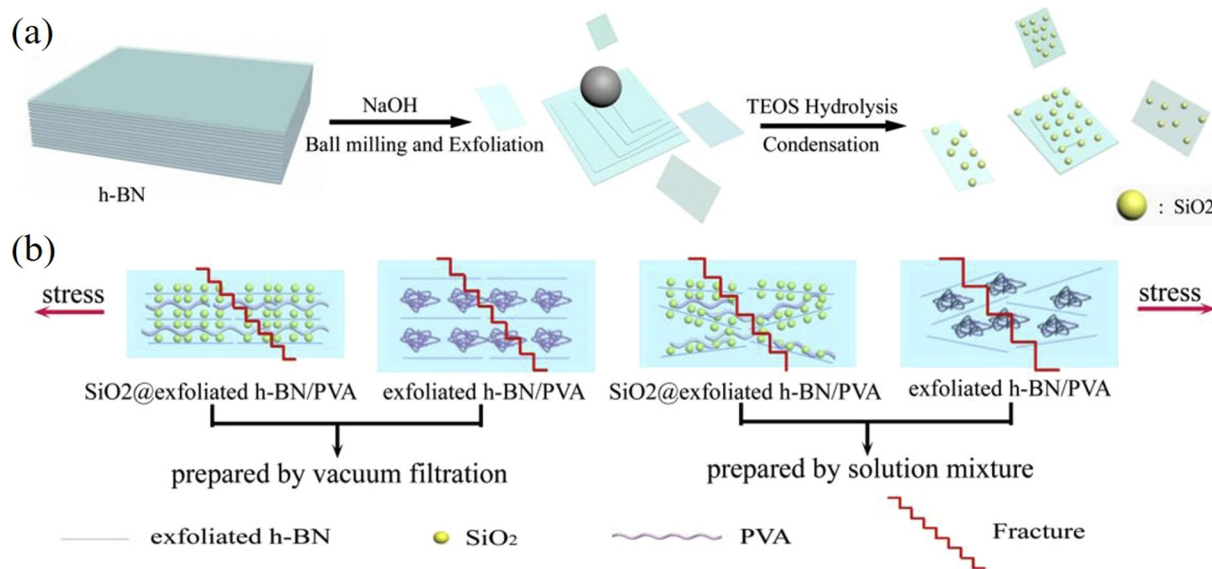 (a)
NaOH
Ball milling and Exfoliation
TEOS Hydrolysis
Condensation
h-BN
: SiO2
(b)
stress
stress
SiO2@exfoliated h-BN/PVA
exfoliated h-BN/PVA
SiO2@exfoliated h-BN/PVA
exfoliated h-BN/PVA
prepared by vacuum filtration
prepared by solution mixture
exfoliated h-BN
SiO₂
PVA
Fracture